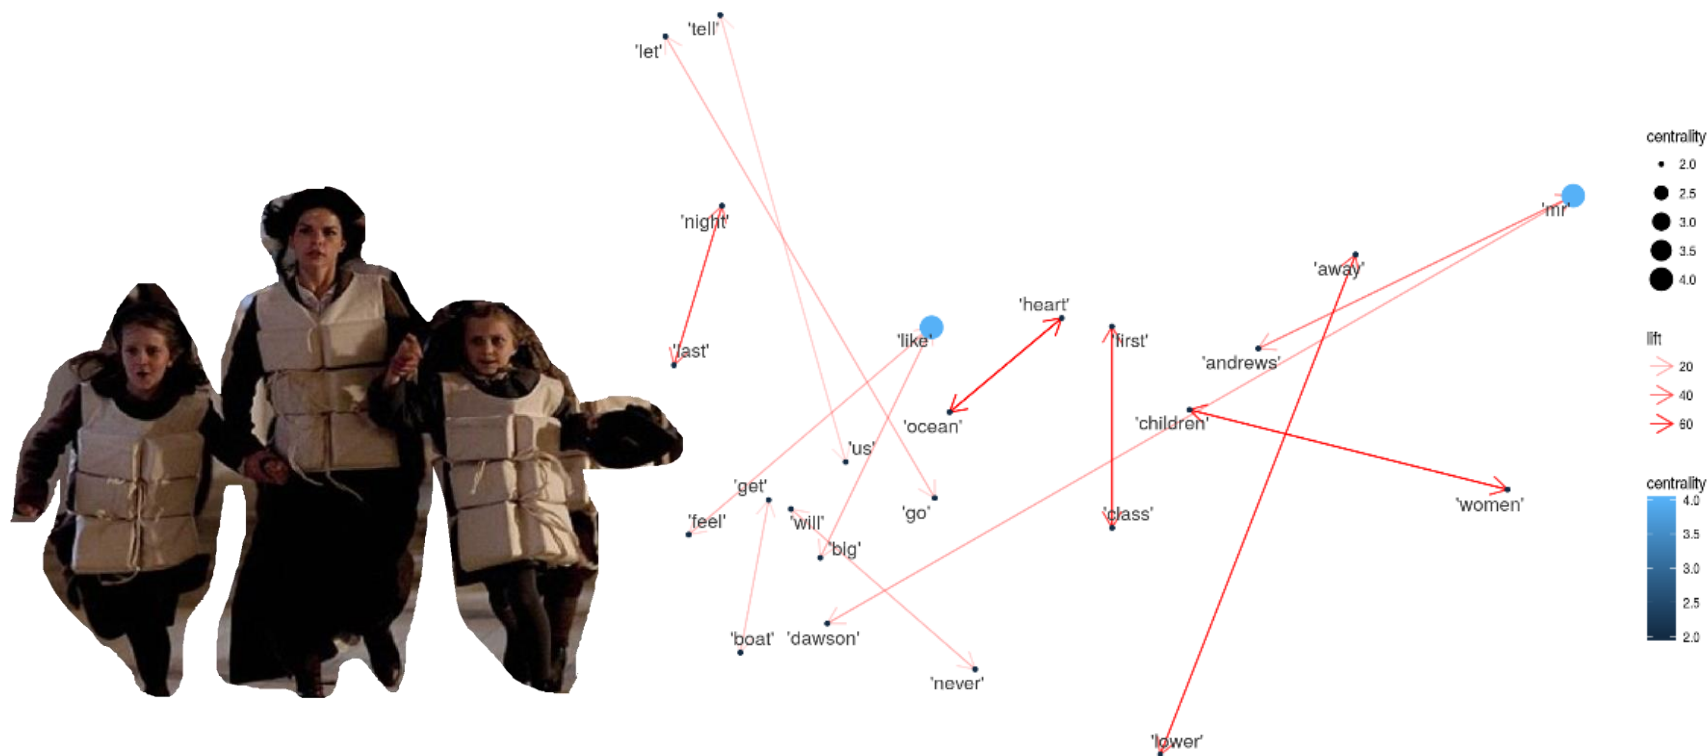 'tell'
'let'
'night'
'last'
'like'
'heart'
'ocean'
'first'
'class'
'away'
'mr'
'andrews'
'children'
'women'
'us'
'get'
'will'
'feel'
'big'
'go'
'boat'
'dawson'
'never'
'lower'
centrality
2.0
2.5
3.0
3.5
4.0
lift
20
40
60
centrality
4.0
3.5
3.0
2.5
2.0